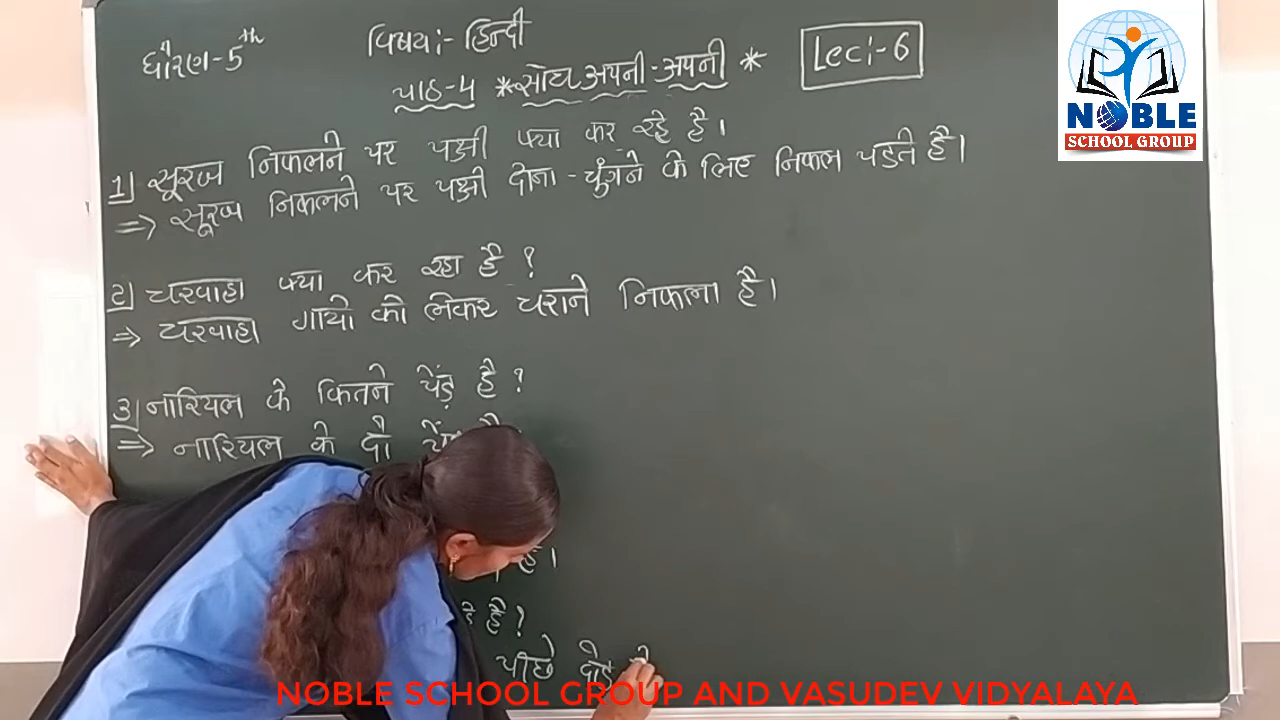 धौरण-5th
विषय:- हिन्दी
Lec:-6
पाठ-4 *सोच अपनी-अपनी*
1) सूरज निकलने पर पक्षी क्या कर रहे है।
=> सूरज निकलने पर पक्षी दोना-चुंगने के लिए निकल पडते है।
2) चरवाहा क्या कर रहा है?
=> चरवाहा गायो को लेकर चराने निकला है।
3) नारियल के कितने पेंड़ है?
=> नारियल के दो
है।
है?
पीछे दोड़
NOBLE
SCHOOL GROUP
NOBLE SCHOOL GROUP AND VASUDEV VIDYALAYA